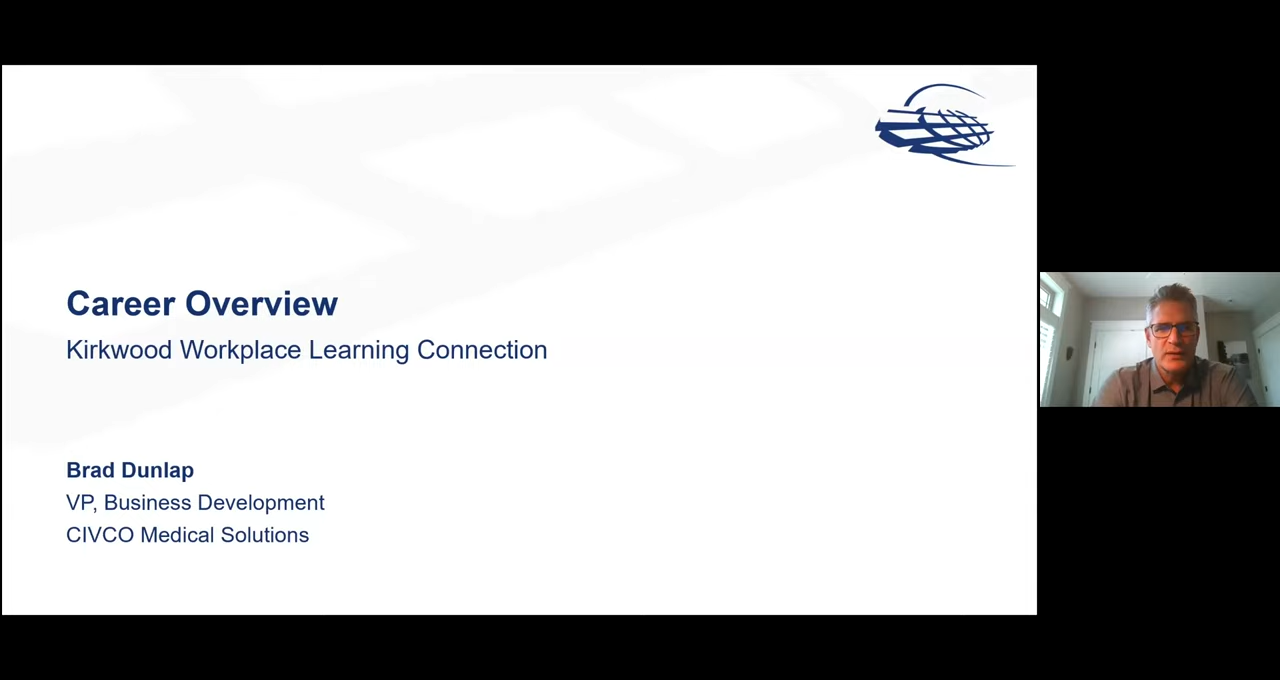 Career Overview
Kirkwood Workplace Learning Connection
Brad Dunlap
VP, Business Development
CIVCO Medical Solutions